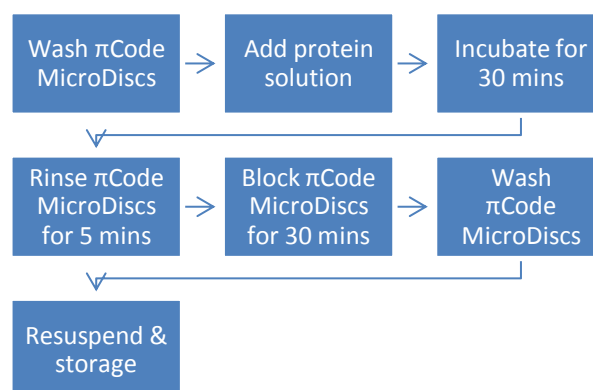 Wash πCode
MicroDiscs
Add protein
solution
Incubate for
30 mins
Rinse πCode
MicroDiscs
for 5 mins
Block πCode
MicroDiscs
for 30 mins
Wash
πCode
MicroDiscs
Resuspend &
storage